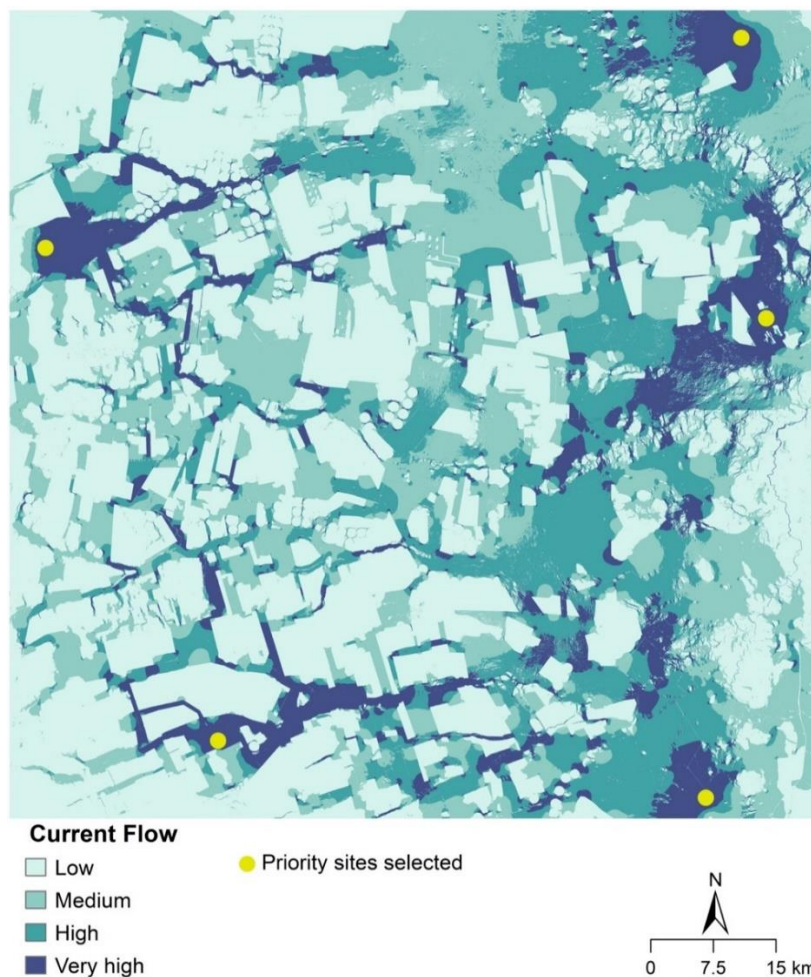 Current Flow
Low
Medium
High
Very high
Priority sites selected
N
0 7.5 15 km